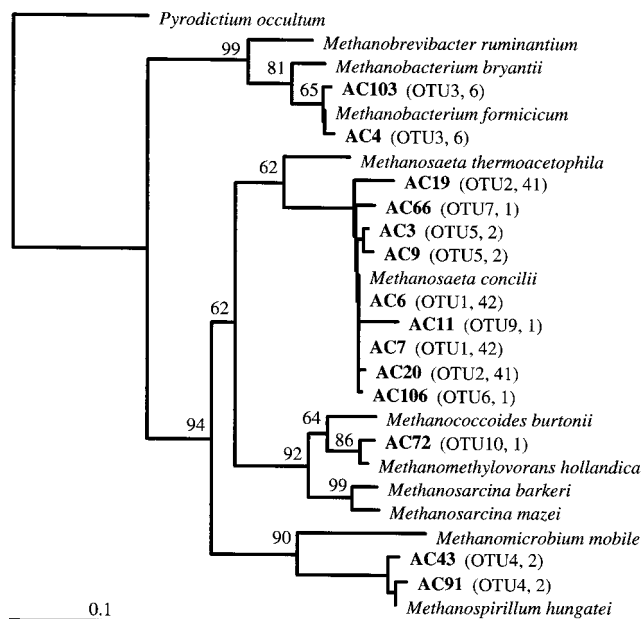 Pyrodictium occultum
99
Methanobrevibacter ruminantium
81
Methanobacterium bryantii
65
AC103 (OTU3, 6)
Methanobacterium formicicum
AC4 (OTU3, 6)
62
Methanosaeta thermoacetophila
AC19 (OTU2, 41)
AC66 (OTU7, 1)
AC3 (OTU5, 2)
AC9 (OTU5, 2)
Methanosaeta concilii
AC6 (OTU1, 42)
62
AC11 (OTU9, 1)
AC7 (OTU1, 42)
AC20 (OTU2, 41)
AC106 (OTU6, 1)
94
64
Methanococcoides burtonii
86
AC72 (OTU10, 1)
92
Methanomethylovorans hollandica
99
Methanosarcina barkeri
Methanosarcina mazei
90
Methanomicrobium mobile
AC43 (OTU4, 2)
AC91 (OTU4, 2)
Methanospirillum hungatei
0.1